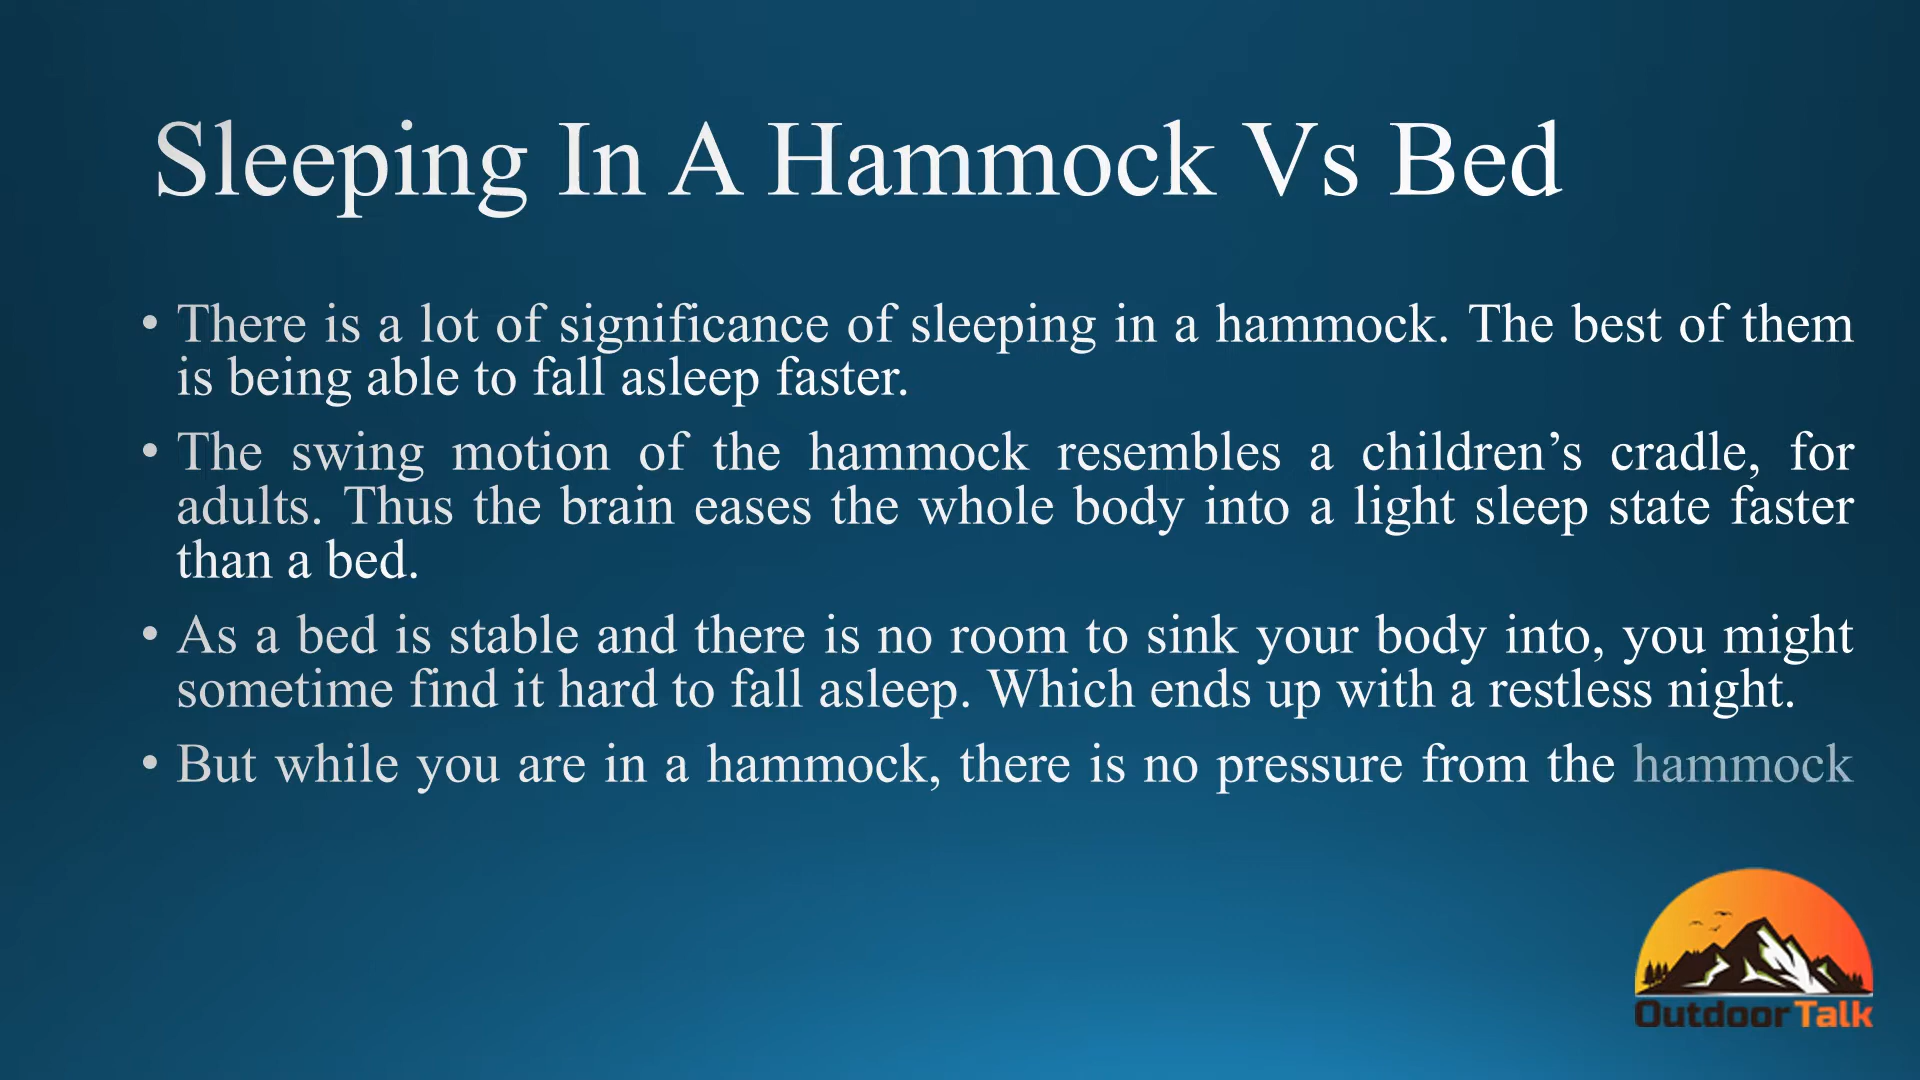 Sleeping In A Hammock Vs Bed
• There is a lot of significance of sleeping in a hammock. The best of them
is being able to fall asleep faster.
• The swing motion of the hammock resembles a children’s cradle, for
adults. Thus the brain eases the whole body into a light sleep state faster
than a bed.
• As a bed is stable and there is no room to sink your body into, you might
sometime find it hard to fall asleep. Which ends up with a restless night.
• But while you are in a hammock, there is no pressure from the hammock
Outdoor Talk